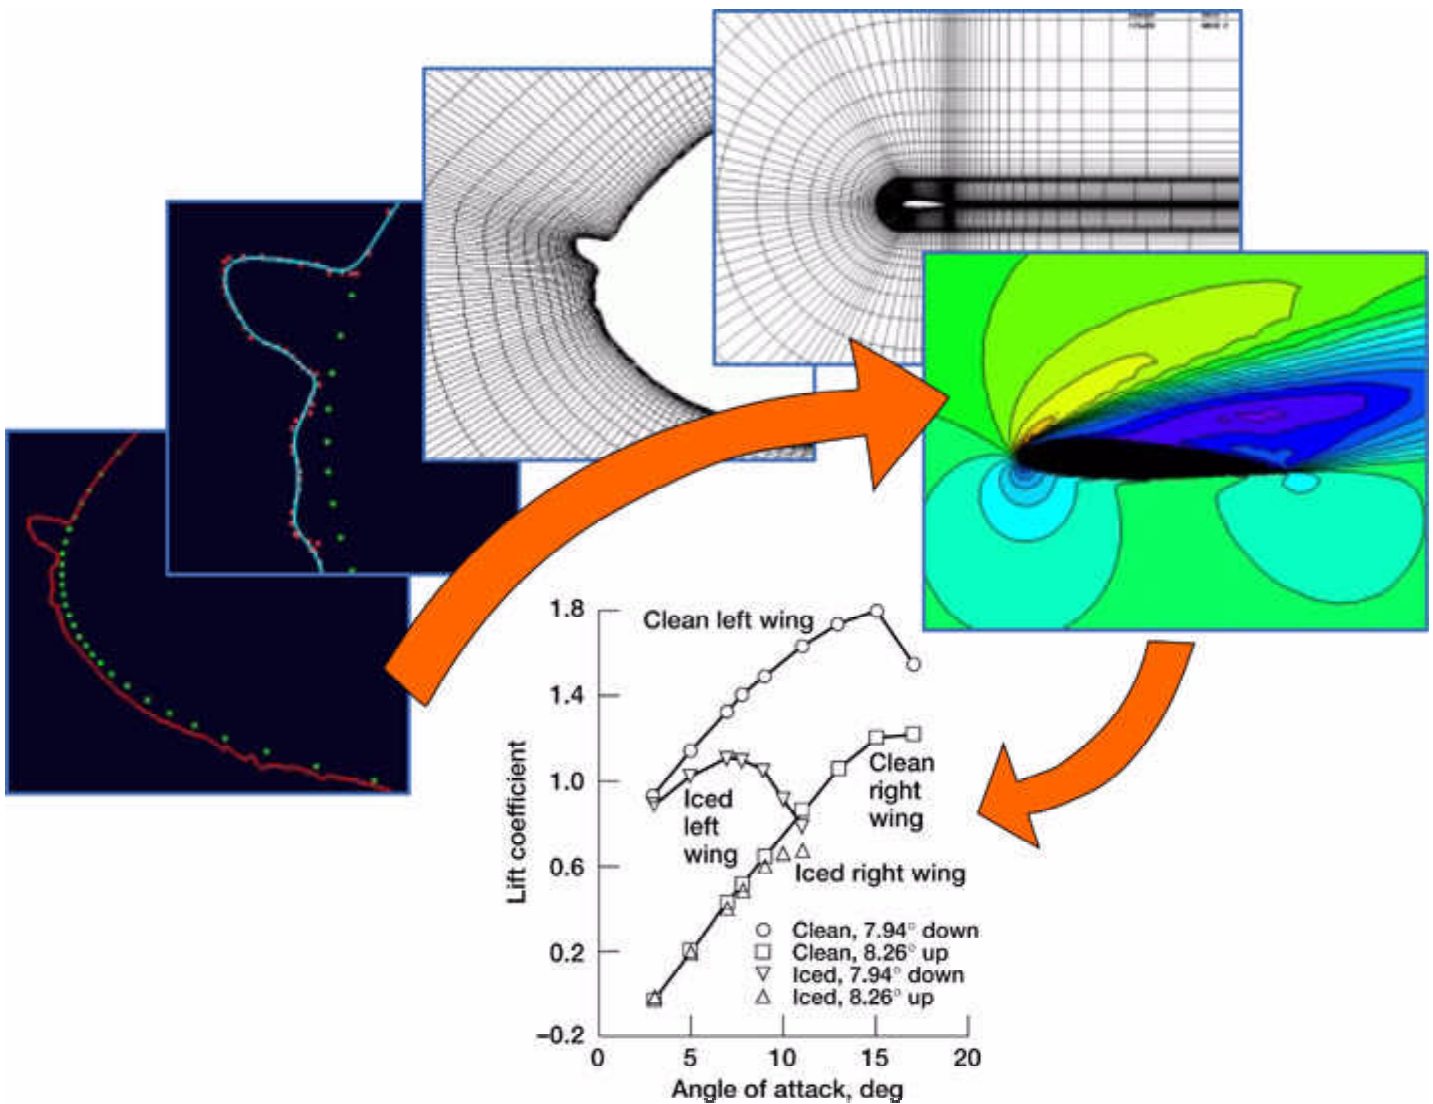 1.8
1.4
1.0
0.6
0.2
−0.2
Lift coefficient
0
5
10
15
20
Angle of attack, deg
Clean left wing
Iced
left
wing
Clean
right
wing
Iced right wing
Clean, 7.94° down
Clean, 8.26° up
Iced, 7.94° down
Iced, 8.26° up